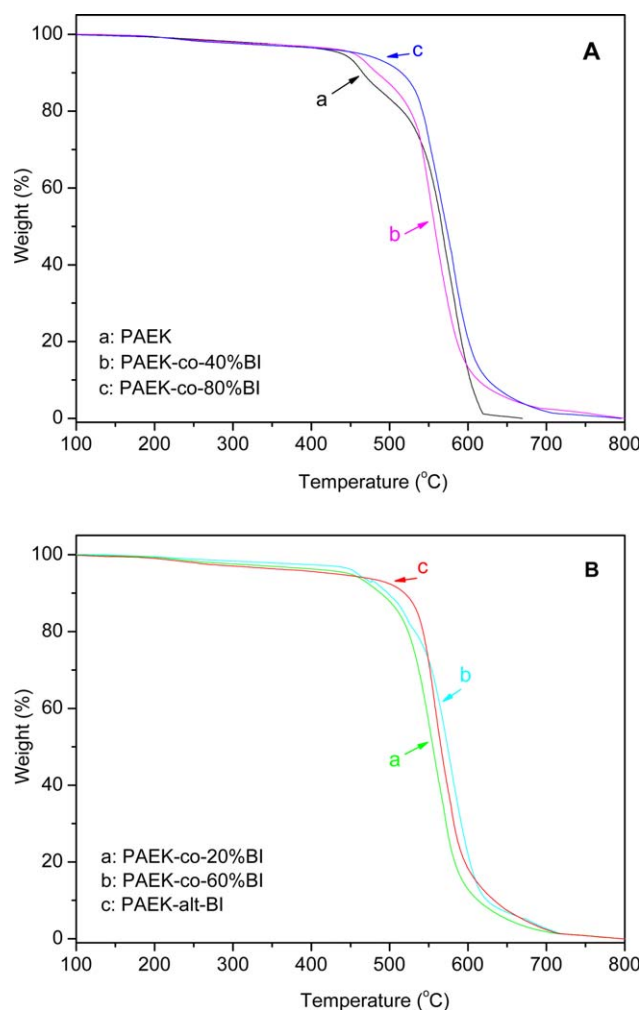 A
100
80
60
40
20
0
Weight (%)
c
a
b
a: PAEK
b: PAEK-co-40%BI
c: PAEK-co-80%BI
100 200 300 400 500 600 700 800
Temperature (°C)
B
100
80
60
40
20
0
Weight (%)
c
b
a
a: PAEK-co-20%BI
b: PAEK-co-60%BI
c: PAEK-alt-BI
100 200 300 400 500 600 700 800
Temperature (°C)